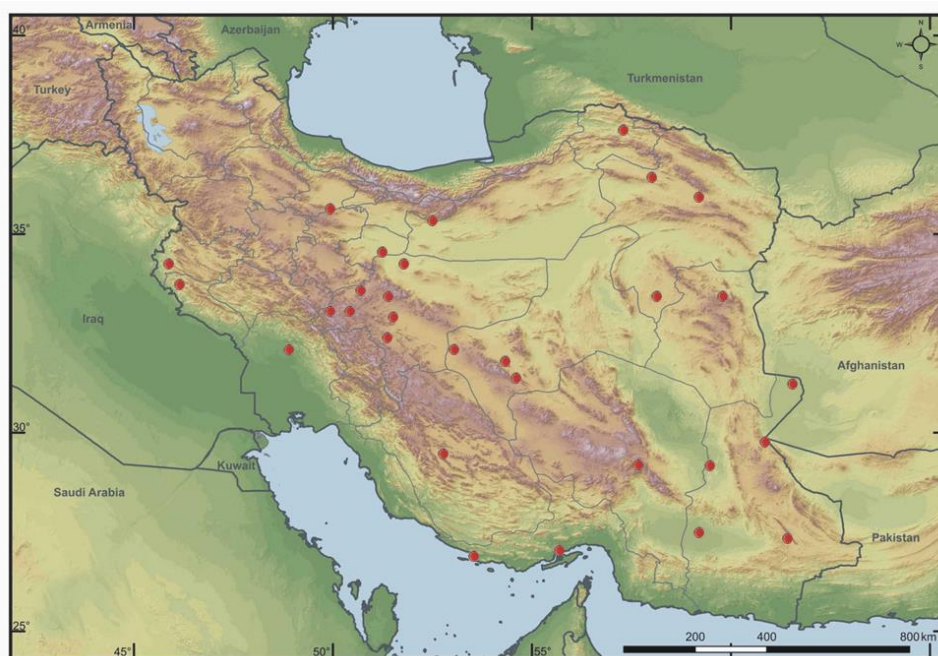 40°
Armenia
Azerbaijan
N
W
S
Turkey
Turkmenistan
35°
Iraq
Afghanistan
30°
Kuwait
Saudi Arabia
Pakistan
25°
45°
50°
55°
200
400
800 km